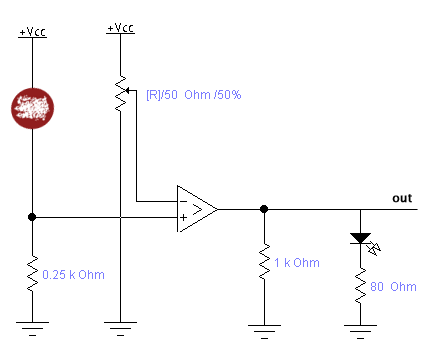 +Vcc
+Vcc
[R]/50 Ohm /50%
out
0.25 k Ohm
1 k Ohm
80 Ohm